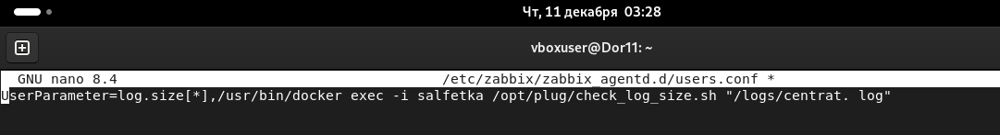 Чт, 11 декабря 03:28
vboxuser@Dor11: ~
GNU nano 8.4 /etc/zabbix/zabbix_agentd.d/users.conf *
UserParameter=log.size[*],/usr/bin/docker exec -i salfetka /opt/plug/check_log_size.sh "/logs/centrat. log"